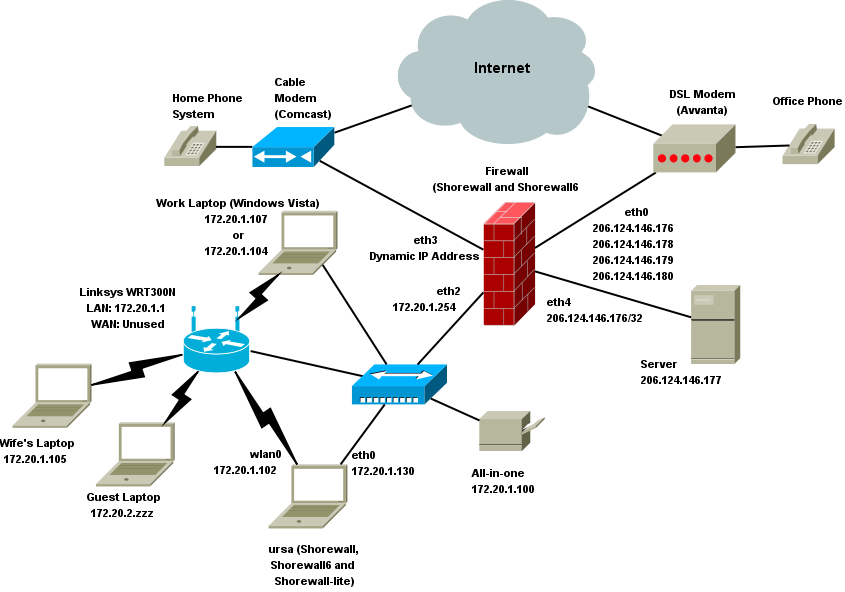 Internet
Cable
Modem
(Comcast)
Home Phone
System
DSL Modem
(Avvanta)
Office Phone
Firewall
(Shorewall and Shorewall6
Work Laptop (Windows Vista)
172.20.1.107
or
172.20.1.104
eth3
Dynamic IP Address
eth0
206.124.146.176
206.124.146.178
206.124.146.179
206.124.146.180
eth2
172.20.1.254
eth4
206.124.146.176/32
Linksys WRT300N
LAN: 172.20.1.1
WAN: Unused
Server
206.124.146.177
Wife's Laptop
172.20.1.105
Guest Laptop
172.20.2.zzz
wlan0
172.20.1.102
eth0
172.20.1.130
All-in-one
172.20.1.100
ursa (Shorewall,
Shorewall6 and
Shorewall-lite)